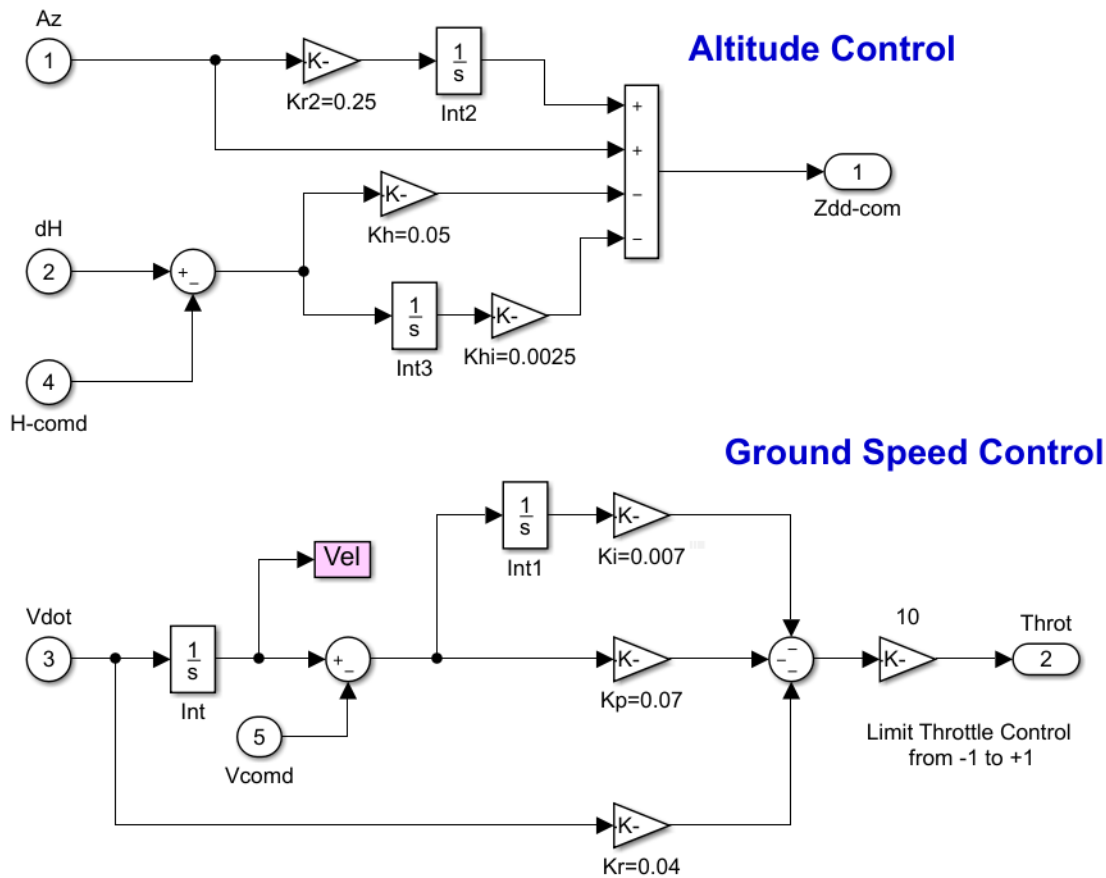 Az
1
-K-
Kr2=0.25
1
s
Int2
Altitude Control
+
+
−
−
1
Zdd-com
-K-
Kh=0.05
dH
2
+
−
1
s
Int3
-K-
Khi=0.0025
4
H-comd
Ground Speed Control
1
s
Int1
-K-
Ki=0.007
Vel
Vdot
3
1
s
Int
+
−
5
Vcomd
-K-
Kp=0.07
−
−
−
10
-K-
Throt
2
Limit Throttle Control
from -1 to +1
-K-
Kr=0.04